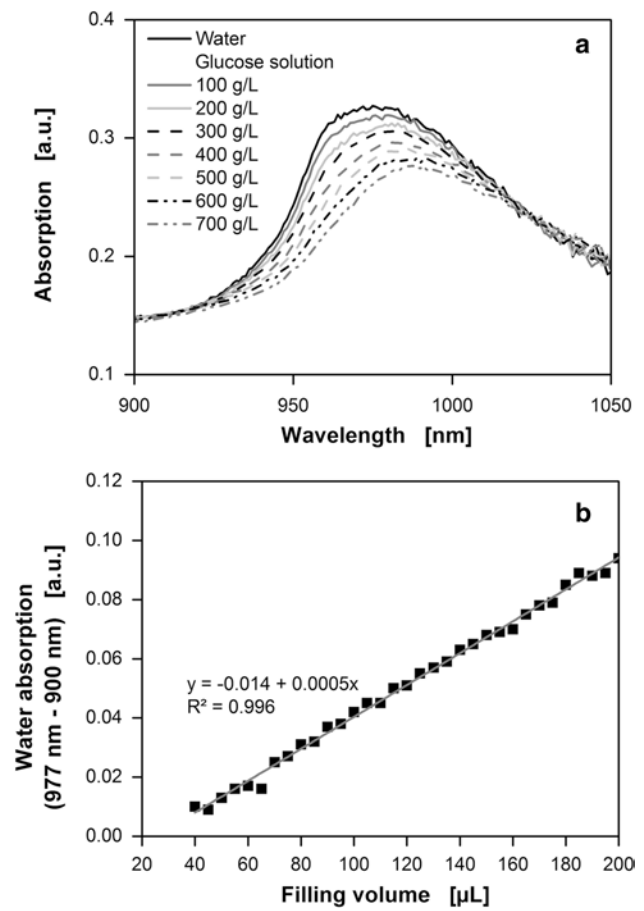 a
0.4
0.3
0.2
0.1
Absorption [a.u.]
Water
Glucose solution
100 g/L
200 g/L
300 g/L
400 g/L
500 g/L
600 g/L
700 g/L
900 950 1000 1050
Wavelength [nm]
b
0.12
0.10
0.08
0.06
0.04
0.02
0.00
Water absorption
(977 nm - 900 nm) [a.u.]
y = -0.014 + 0.0005x
R² = 0.996
20 40 60 80 100 120 140 160 180 200
Filling volume [µL]